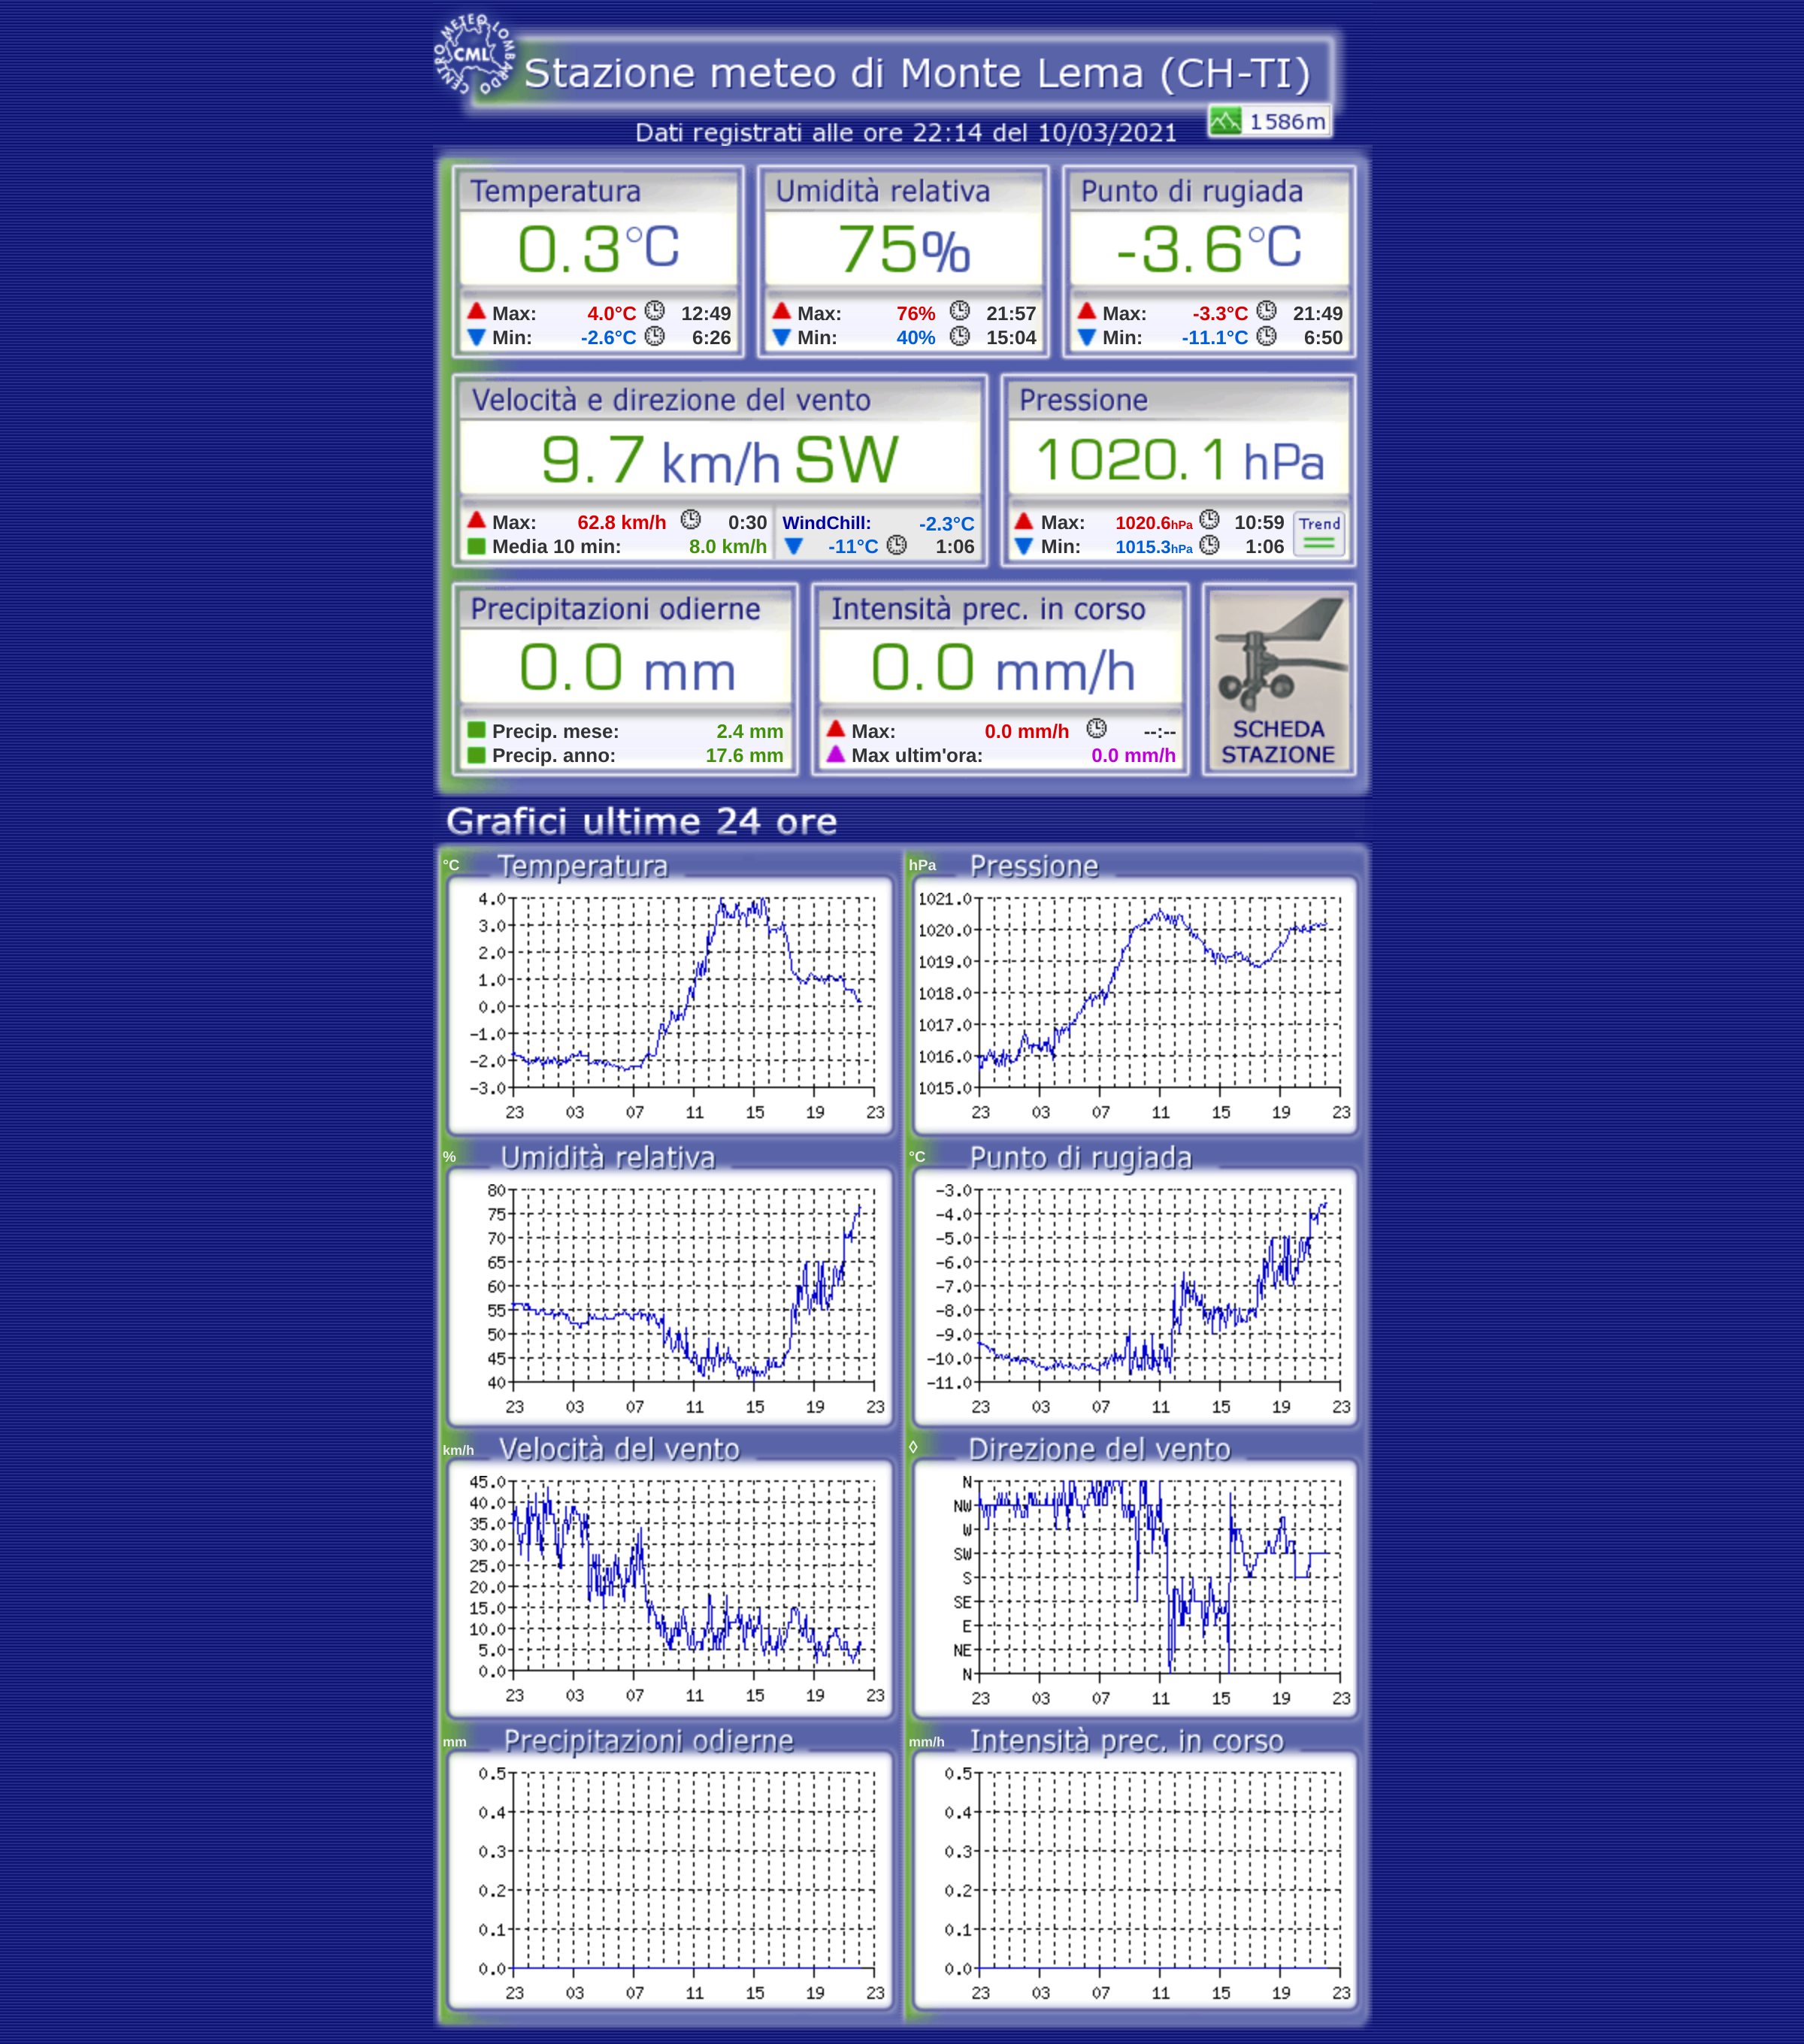 CENTRO METEO LOMBARDO
CML
Stazione meteo di Monte Lema (CH-TI)
1586m
Dati registrati alle ore 22:14 del 10/03/2021
Temperatura
0.3°C
Max: 4.0°C 12:49
Min: -2.6°C 6:26
Umidità relativa
75%
Max: 76% 21:57
Min: 40% 15:04
Punto di rugiada
-3.6°C
Max: -3.3°C 21:49
Min: -11.1°C 6:50
Velocità e direzione del vento
9.7 km/h SW
Max: 62.8 km/h 0:30
Media 10 min: 8.0 km/h
WindChill: -2.3°C
-11°C 1:06
Pressione
1020.1 hPa
Max: 1020.6hPa 10:59
Min: 1015.3hPa 1:06
Trend
Precipitazioni odierne
0.0 mm
Precip. mese: 2.4 mm
Precip. anno: 17.6 mm
Intensità prec. in corso
0.0 mm/h
Max: 0.0 mm/h --:--
Max ultim'ora: 0.0 mm/h
SCHEDA
STAZIONE
Grafici ultime 24 ore
°C Temperatura
4.0
3.0
2.0
1.0
0.0
-1.0
-2.0
-3.0
23 03 07 11 15 19 23
hPa Pressione
1021.0
1020.0
1019.0
1018.0
1017.0
1016.0
1015.0
23 03 07 11 15 19 23
% Umidità relativa
80
75
70
65
60
55
50
45
40
23 03 07 11 15 19 23
°C Punto di rugiada
-3.0
-4.0
-5.0
-6.0
-7.0
-8.0
-9.0
-10.0
-11.0
23 03 07 11 15 19 23
km/h Velocità del vento
45.0
40.0
35.0
30.0
25.0
20.0
15.0
10.0
5.0
0.0
23 03 07 11 15 19 23
◊ Direzione del vento
N
NW
W
SW
S
SE
E
NE
N
23 03 07 11 15 19 23
mm Precipitazioni odierne
0.5
0.4
0.3
0.2
0.1
0.0
23 03 07 11 15 19 23
mm/h Intensità prec. in corso
0.5
0.4
0.3
0.2
0.1
0.0
23 03 07 11 15 19 23